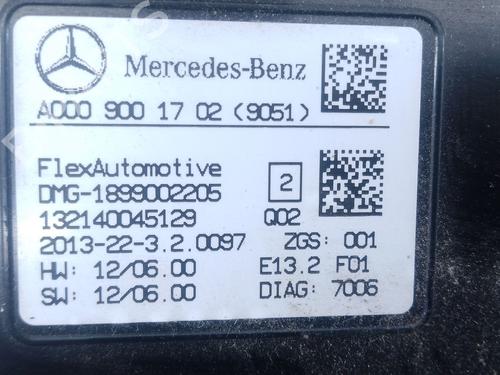 Mercedes-Benz
A000 900 17 02 (9051)
FlexAutomotive
DMG-1899002205
2
132140045129
Q02
2013-22-3.2.0097
ZGS: 001
HW: 12/06.00
E13.2 F01
SW: 12/06.00
DIAG: 7006